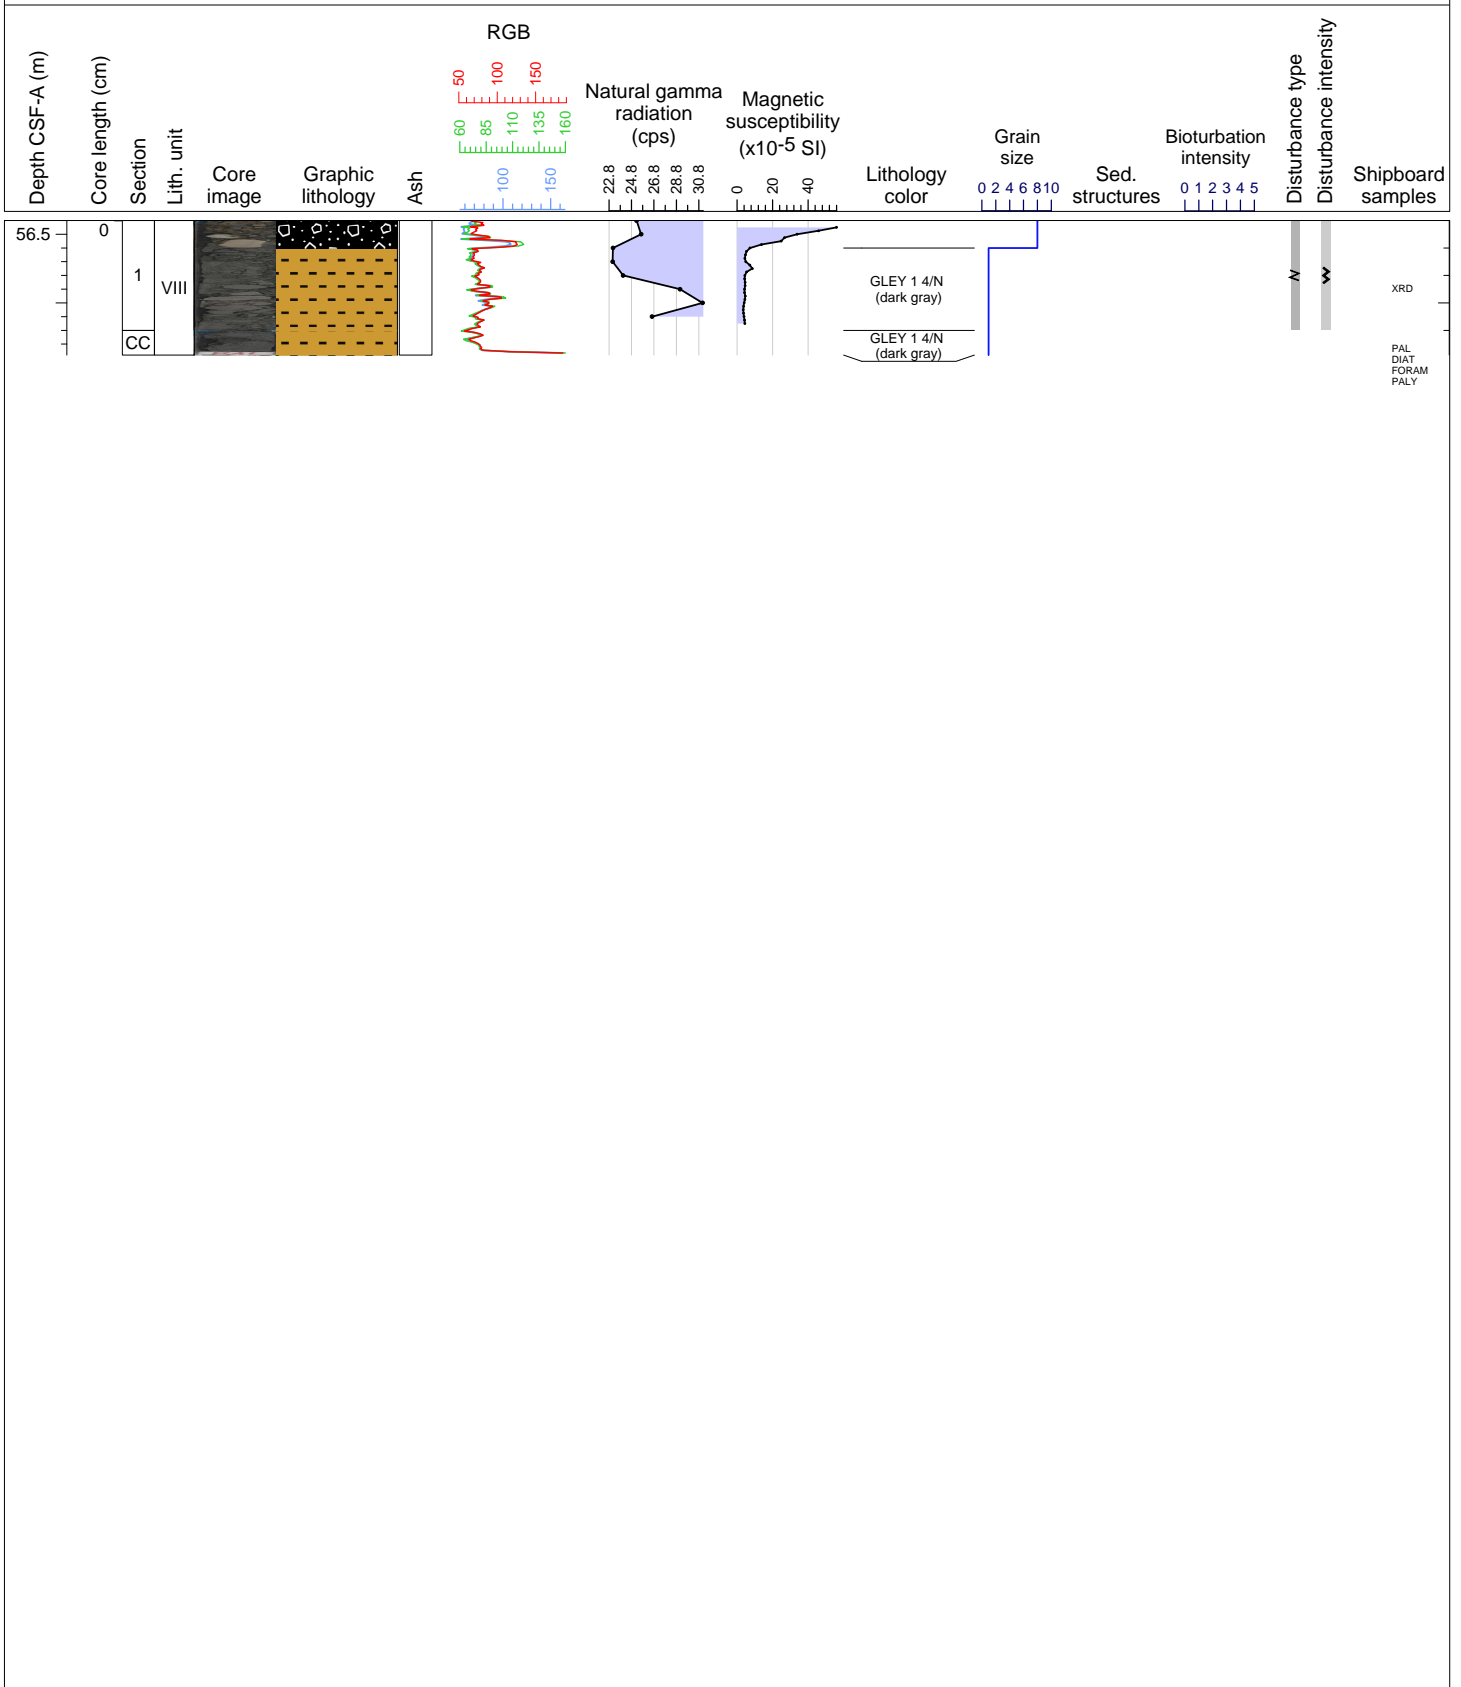 Depth CSF-A (m)
Core length (cm)
Section
Lith. unit
Core
image
Graphic
lithology
Ash
RGB
50 100 150
60 85 110 135 160
100 150
Natural gamma
radiation
(cps)
22.8 24.8 26.8 28.8 30.8
Magnetic
susceptibility
(x10-5 SI)
0 20 40
Lithology
color
Grain
size
0 2 4 6 8 10
Sed.
structures
Bioturbation
intensity
0 1 2 3 4 5
Disturbance type
Disturbance intensity
Shipboard
samples
56.5
0
1
CC
VIII
GLEY 1 4/N
(dark gray)
GLEY 1 4/N
(dark gray)
XRD
PAL
DIAT
FORAM
PALY